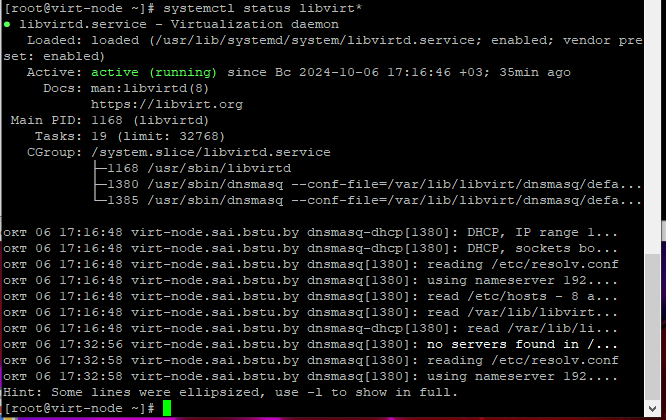 [root@virt-node ~]# systemctl status libvirt*
● libvirtd.service - Virtualization daemon
Loaded: loaded (/usr/lib/systemd/system/libvirtd.service; enabled; vendor pre
set: enabled)
Active: active (running) since Вс 2024-10-06 17:16:46 +03; 35min ago
Docs: man:libvirtd(8)
https://libvirt.org
Main PID: 1168 (libvirtd)
Tasks: 19 (limit: 32768)
CGroup: /system.slice/libvirtd.service
├─1168 /usr/sbin/libvirtd
├─1380 /usr/sbin/dnsmasq --conf-file=/var/lib/libvirt/dnsmasq/defa...
└─1385 /usr/sbin/dnsmasq --conf-file=/var/lib/libvirt/dnsmasq/defa...
окт 06 17:16:48 virt-node.sai.bstu.by dnsmasq-dhcp[1380]: DHCP, IP range 1...
окт 06 17:16:48 virt-node.sai.bstu.by dnsmasq-dhcp[1380]: DHCP, sockets bo...
окт 06 17:16:48 virt-node.sai.bstu.by dnsmasq[1380]: reading /etc/resolv.conf
окт 06 17:16:48 virt-node.sai.bstu.by dnsmasq[1380]: using nameserver 192....
окт 06 17:16:48 virt-node.sai.bstu.by dnsmasq[1380]: read /etc/hosts - 8 a...
окт 06 17:16:48 virt-node.sai.bstu.by dnsmasq[1380]: read /var/lib/libvirt...
окт 06 17:16:48 virt-node.sai.bstu.by dnsmasq-dhcp[1380]: read /var/lib/li...
окт 06 17:32:56 virt-node.sai.bstu.by dnsmasq[1380]: no servers found in /...
окт 06 17:32:58 virt-node.sai.bstu.by dnsmasq[1380]: reading /etc/resolv.conf
окт 06 17:32:58 virt-node.sai.bstu.by dnsmasq[1380]: using nameserver 192....
Hint: Some lines were ellipsized, use -l to show in full.
[root@virt-node ~]#